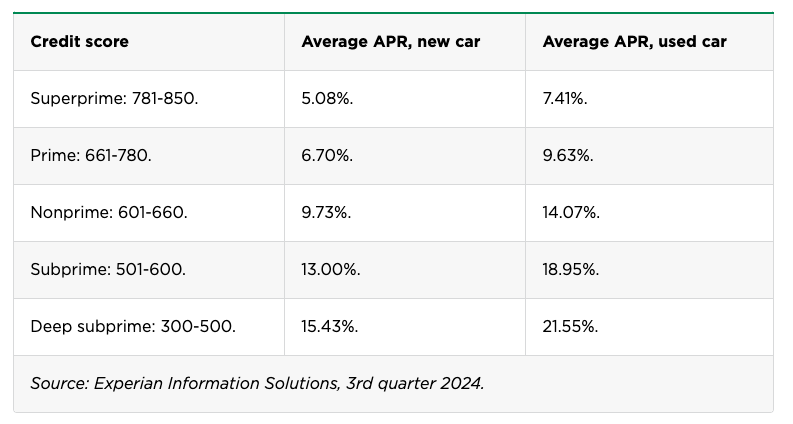 Credit score Average APR, new car Average APR, used car
Superprime: 781-850. 5.08%. 7.41%.
Prime: 661-780. 6.70%. 9.63%.
Nonprime: 601-660. 9.73%. 14.07%.
Subprime: 501-600. 13.00%. 18.95%.
Deep subprime: 300-500. 15.43%. 21.55%.
Source: Experian Information Solutions, 3rd quarter 2024.